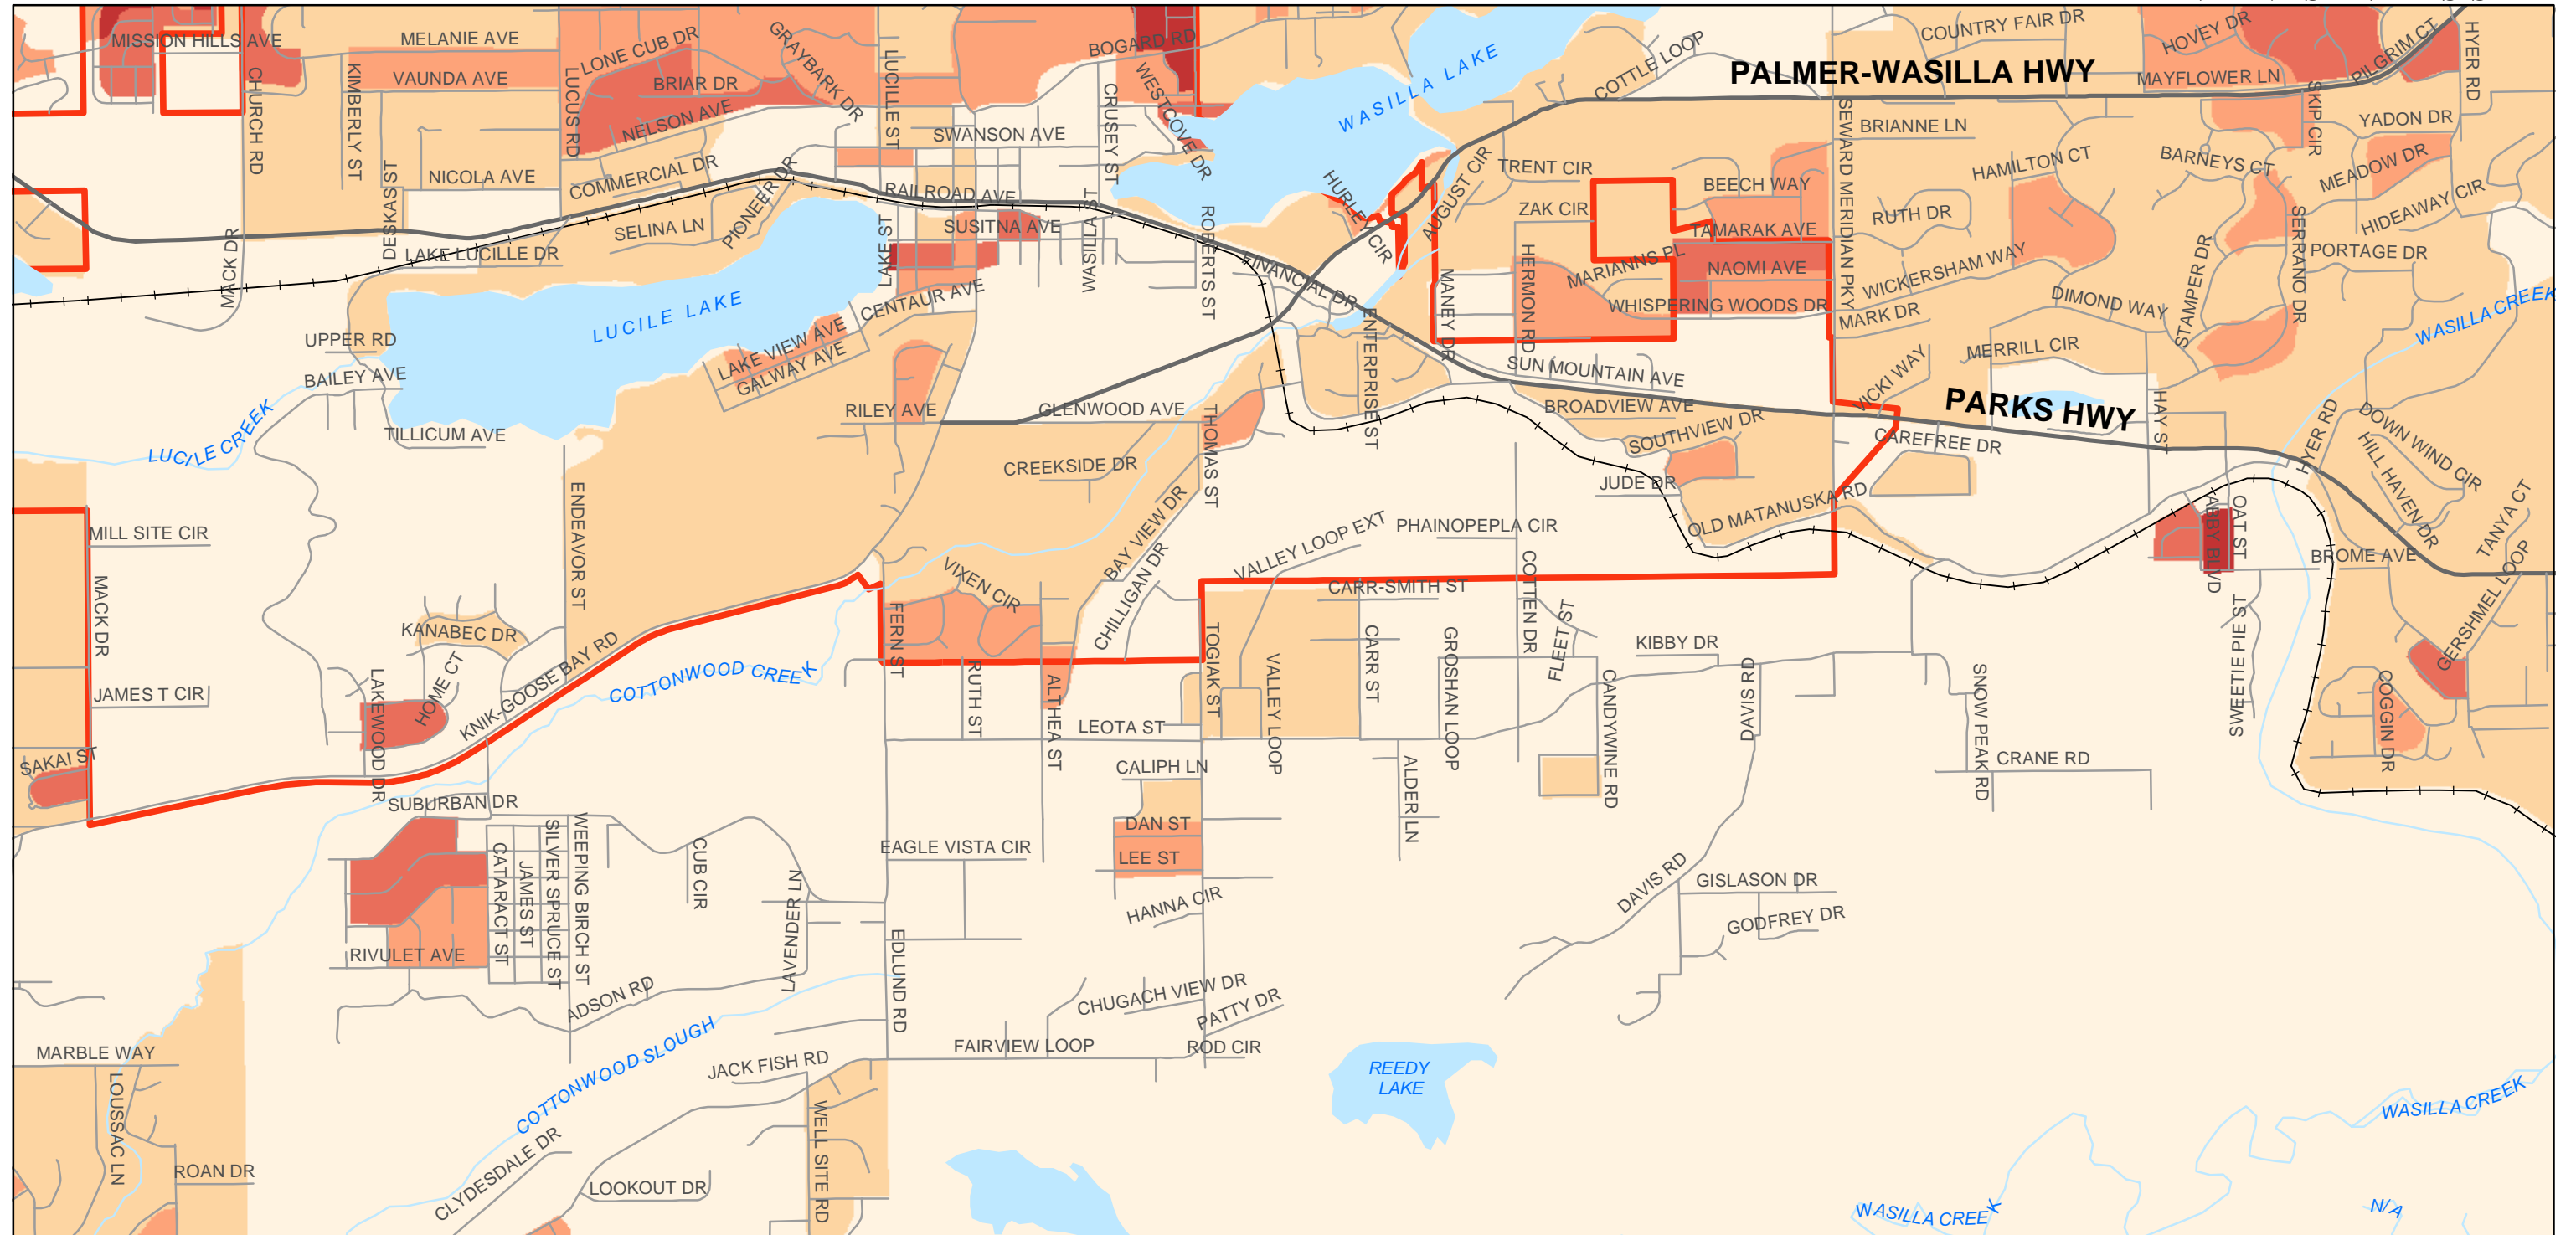 MISSION HILLS AVE
MELANIE AVE
LONE CUB DR
GRAYBARK DR
BOGARD RD
COTTLE LOOP
COUNTRY FAIR DR
HOVEY DR
PILGRIM CT
HYER RD
CHURCH RD
KIMBERLY ST
VAUNDA AVE
LUCUS RD
BRIAR DR
LUCILLE ST
WESTCOVE DR
CRUSEY ST
WASILLA LAKE
PALMER-WASILLA HWY
MAYFLOWER LN
SKIP CIR
NELSON AVE
SWANSON AVE
SEWARD MERIDIAN PKY
BRIANNE LN
YADON DR
DESKAS ST
NICOLA AVE
COMMERCIAL DR
PIONEER DR
RAILROAD AVE
HURLEY CIR
AUGUST CIR
TRENT CIR
BEECH WAY
HAMILTON CT
BARNEYS CT
MEADOW DR
HIDEAWAY CIR
MACK DR
LAKE LUCILLE DR
SELINA LN
LAKE ST
SUSITNA AVE
WASILLA ST
ROBERTS ST
ZAK CIR
TAMARAK AVE
RUTH DR
SERRANO DR
PORTAGE DR
FINANCIAL DR
MANEY DR
HERMON RD
MARIANNS PL
NAOMI AVE
WICKERSHAM WAY
STAMPER DR
LUCILE LAKE
CENTAUR AVE
ENTERPRISE ST
WHISPERING WOODS DR
MARK DR
DIMOND WAY
WASILLA CREEK
UPPER RD
LAKE VIEW AVE
GALWAY AVE
SUN MOUNTAIN AVE
MERRILL CIR
BAILEY AVE
VICKI WAY
LUCILE CREEK
TILLICUM AVE
RILEY AVE
GLENWOOD AVE
THOMAS ST
BROADVIEW AVE
PARKS HWY
HAY ST
HYER RD
DOWN WIND CIR
SOUTHVIEW DR
CAREFREE DR
HILL HAVEN DR
CREEKSIDE DR
JUDE DR
OLD MATANUSKA RD
ABBY BLVD
OAT ST
TANYA CT
MILL SITE CIR
ENDEAVOR ST
BAY VIEW DR
CHILLIGAN DR
VALLEY LOOP EXT
PHAINOPEPLA CIR
COTTEN DR
BROME AVE
GERSHMEL LOOP
MACK DR
KANABEC DR
VIXEN CIR
FERN ST
CARR-SMITH ST
TOGIAK ST
CARR ST
GROSHAN LOOP
FLEET ST
KIBBY DR
SWEETIE PIE ST
JAMES T CIR
LAKEWOOD DR
HOME CT
KNIK-GOOSE BAY RD
COTTONWOOD CREEK
RUTH ST
ALTHEA ST
LEOTA ST
VALLEY LOOP
CANDYWINE RD
DAVIS RD
SNOW PEAK RD
COGGIN DR
SAKAI ST
CALIPH LN
ALDER LN
CRANE RD
SUBURBAN DR
SILVER SPRUCE ST
WEEPING BIRCH ST
CATARACT ST
JAMES ST
CUB CIR
EAGLE VISTA CIR
DAN ST
LEE ST
LAVENDER LN
HANNA CIR
DAVIS RD
GISLASON DR
GODFREY DR
RIVULET AVE
EDLUND RD
ADSON RD
CHUGACH VIEW DR
PATTY DR
COTTONWOOD SLOUGH
MARBLE WAY
JACK FISH RD
FAIRVIEW LOOP
ROD CIR
REEDY
LAKE
LOUSSAC LN
WELL SITE RD
WASILLA CREEK
ROAN DR
CLYDESDALE DR
LOOKOUT DR
WASILLA CREEK
N/A